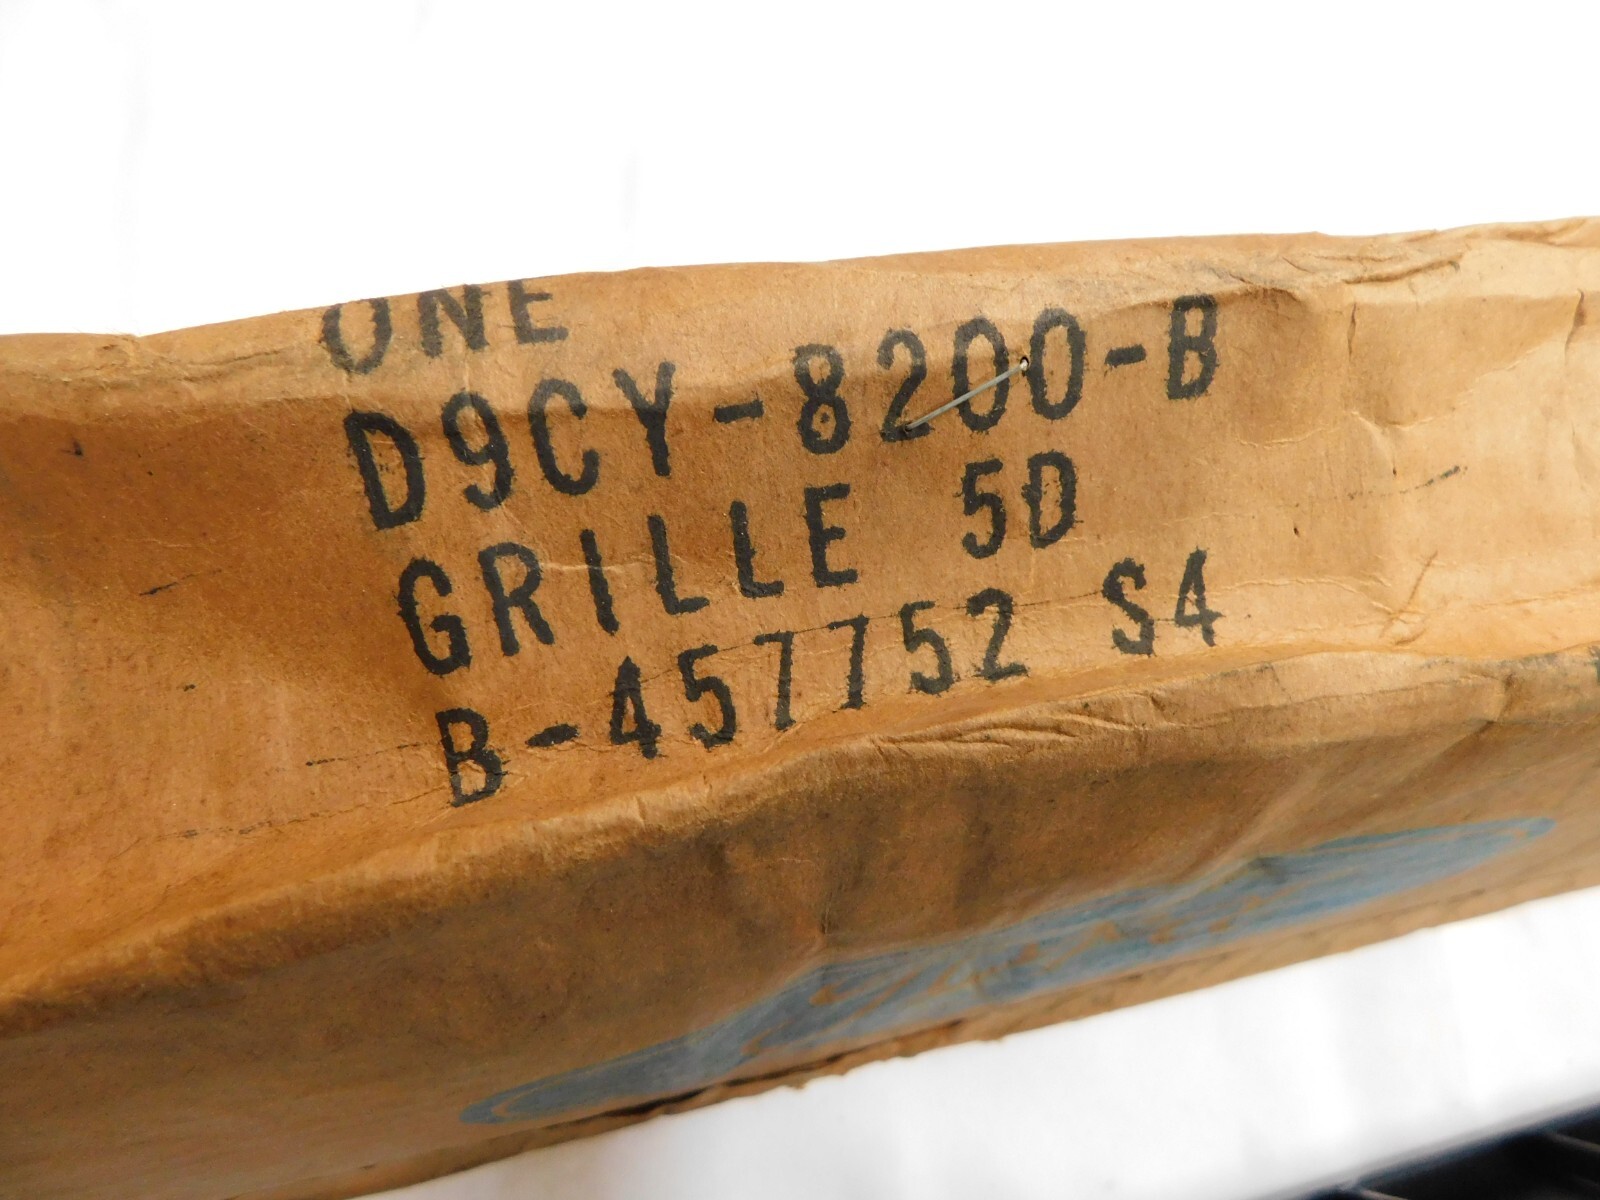 ONE
D9CY-8200-B
GRILLE 5D
B-457752 S4